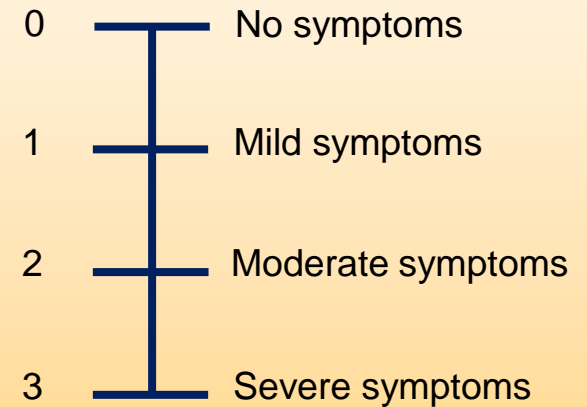 0 No symptoms
1 Mild symptoms
2 Moderate symptoms
3 Severe symptoms